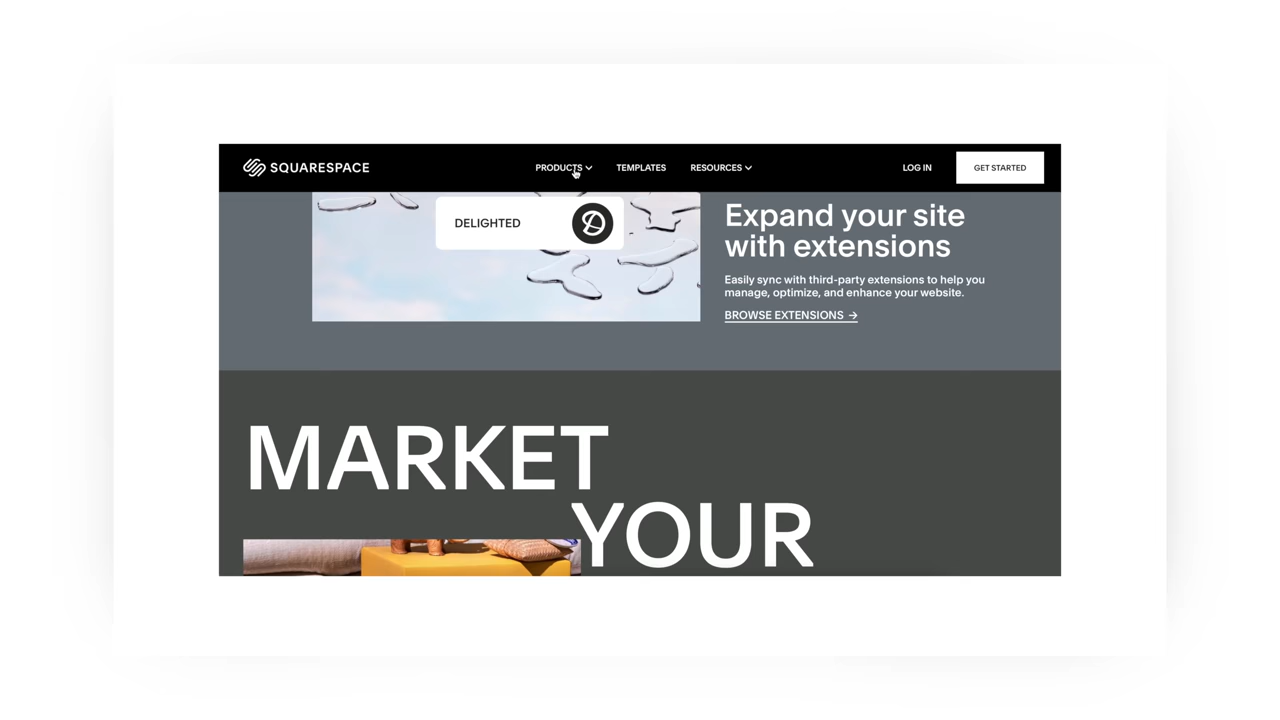 SQUARESPACE
PRODUCTS
TEMPLATES
RESOURCES
LOG IN
GET STARTED
DELIGHTED
Expand your site
with extensions
Easily sync with third-party extensions to help you
manage, optimize, and enhance your website.
BROWSE EXTENSIONS →
MARKET
YOUR